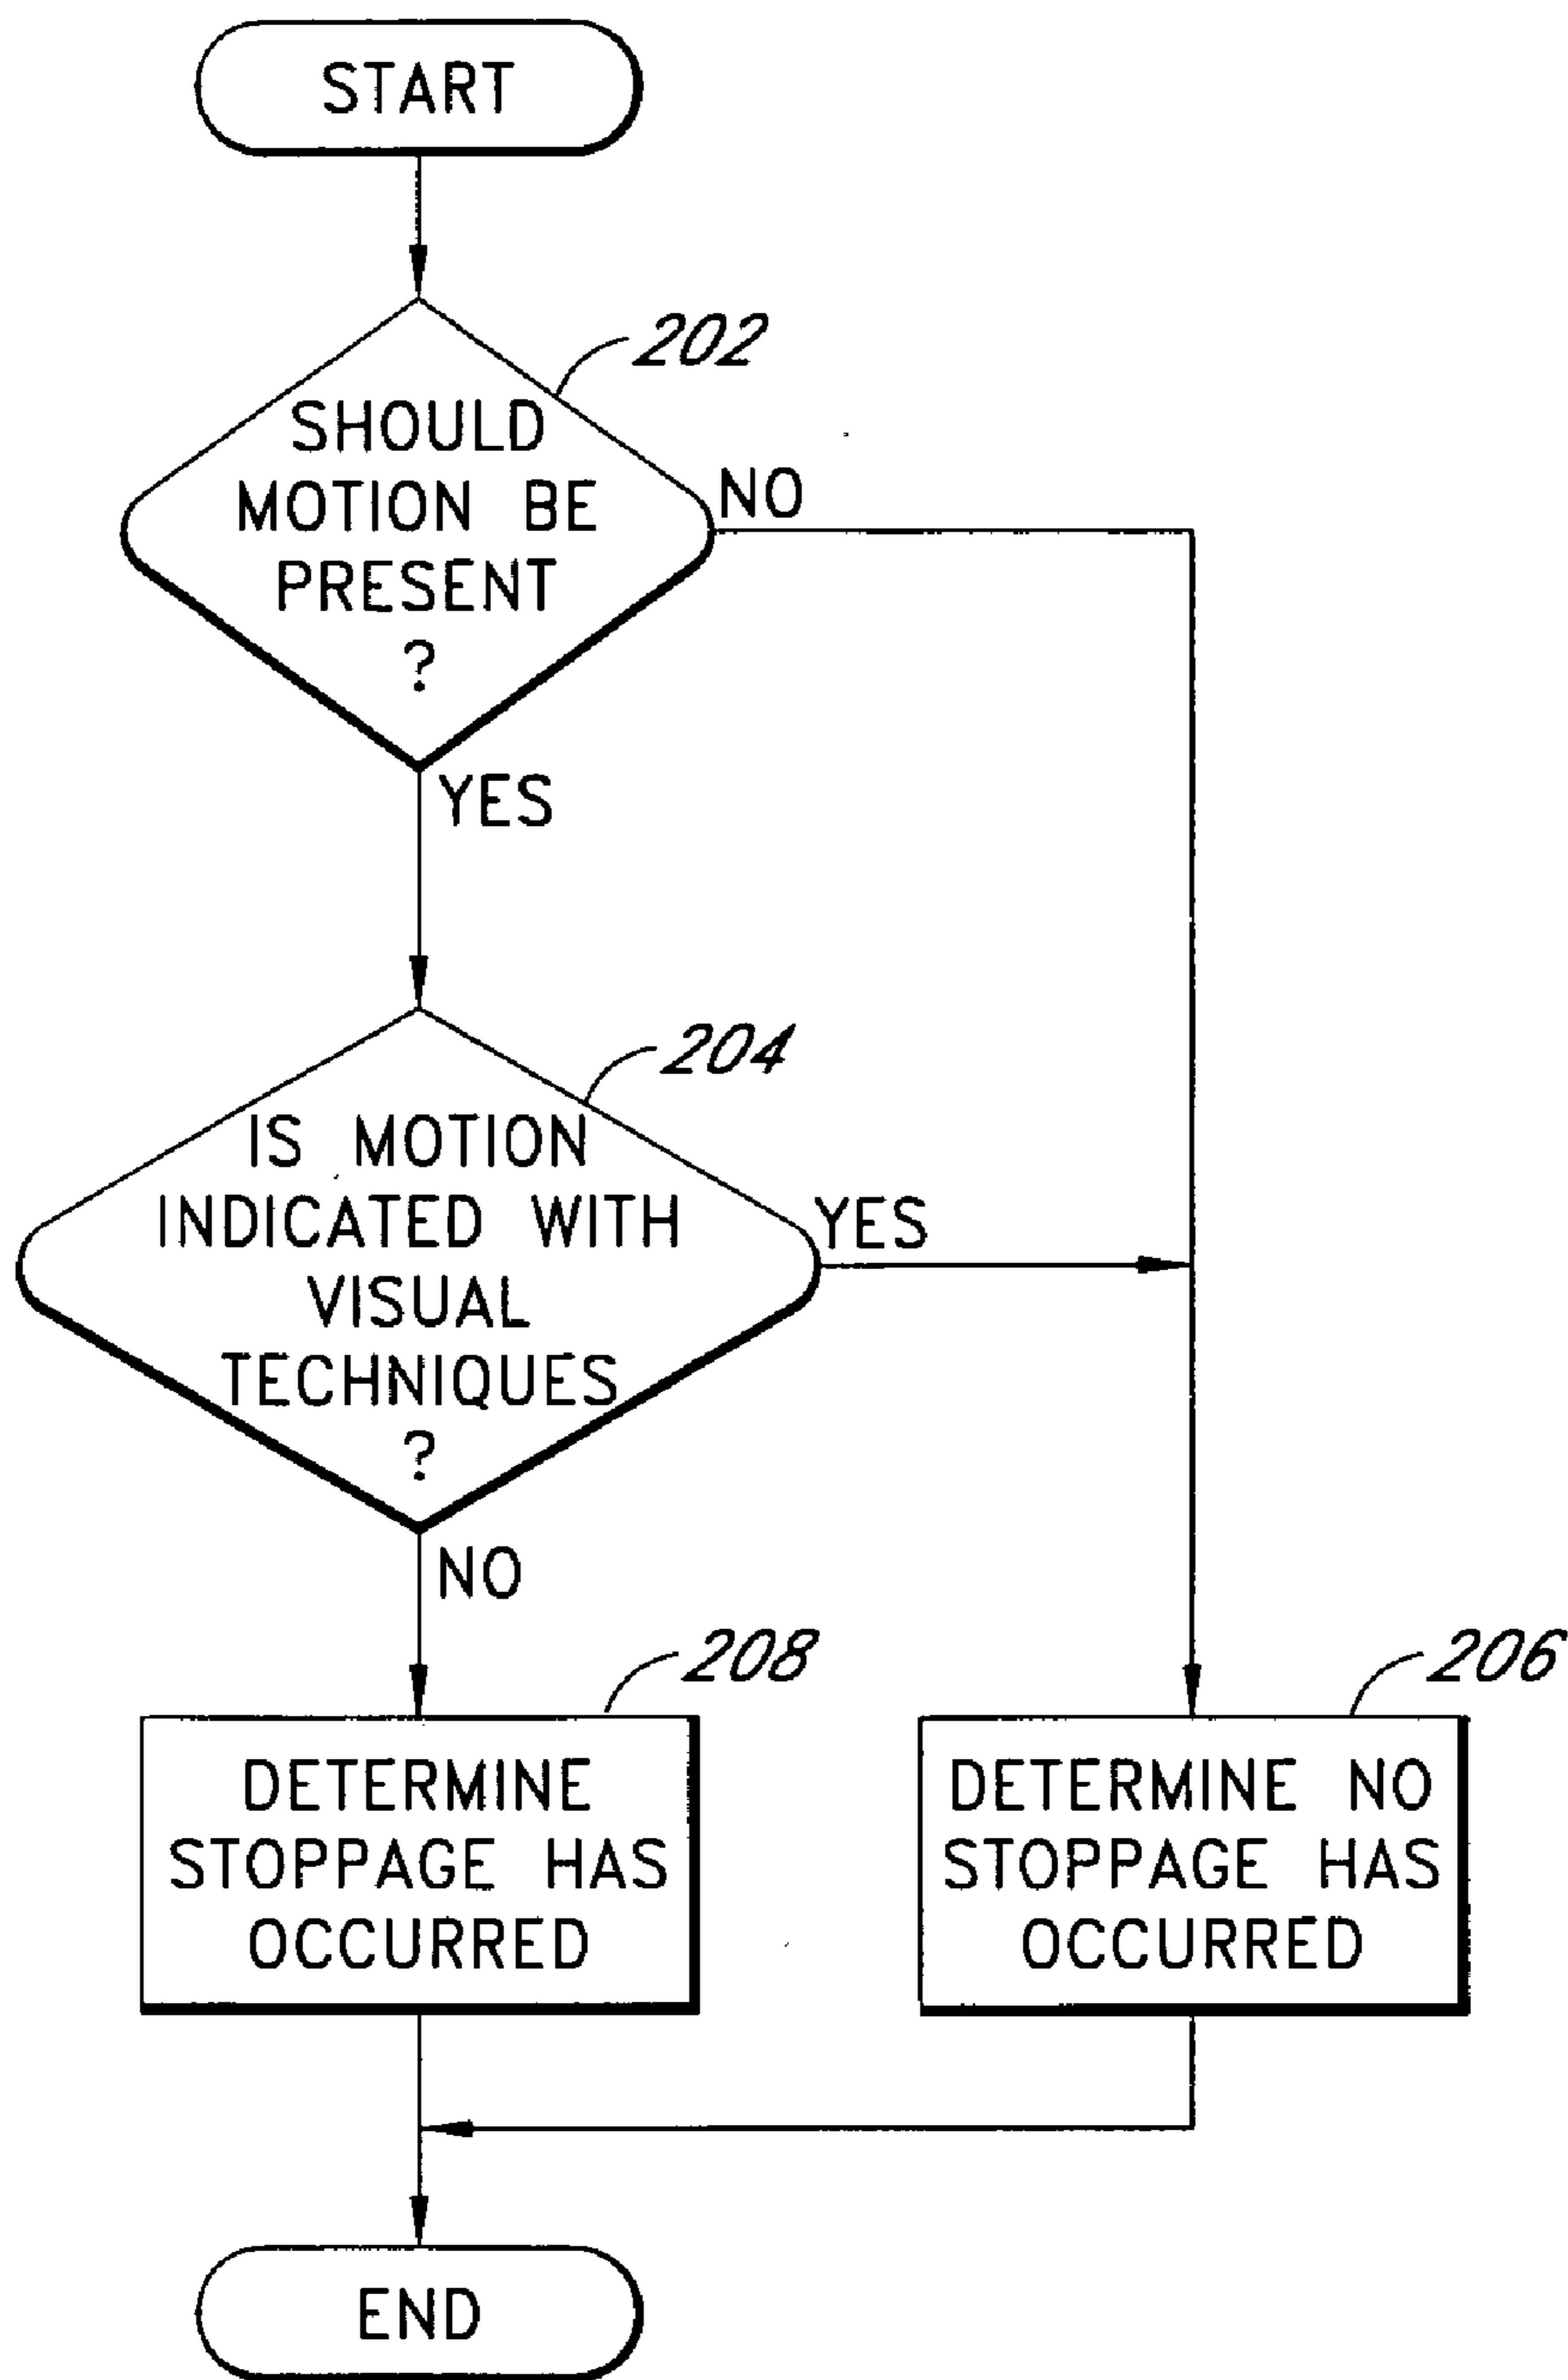 START
202
SHOULD
MOTION BE
PRESENT
?
NO
YES
204
IS MOTION
INDICATED WITH
VISUAL
TECHNIQUES
?
YES
NO
208
DETERMINE
STOPPAGE HAS
OCCURRED
206
DETERMINE NO
STOPPAGE HAS
OCCURRED
END